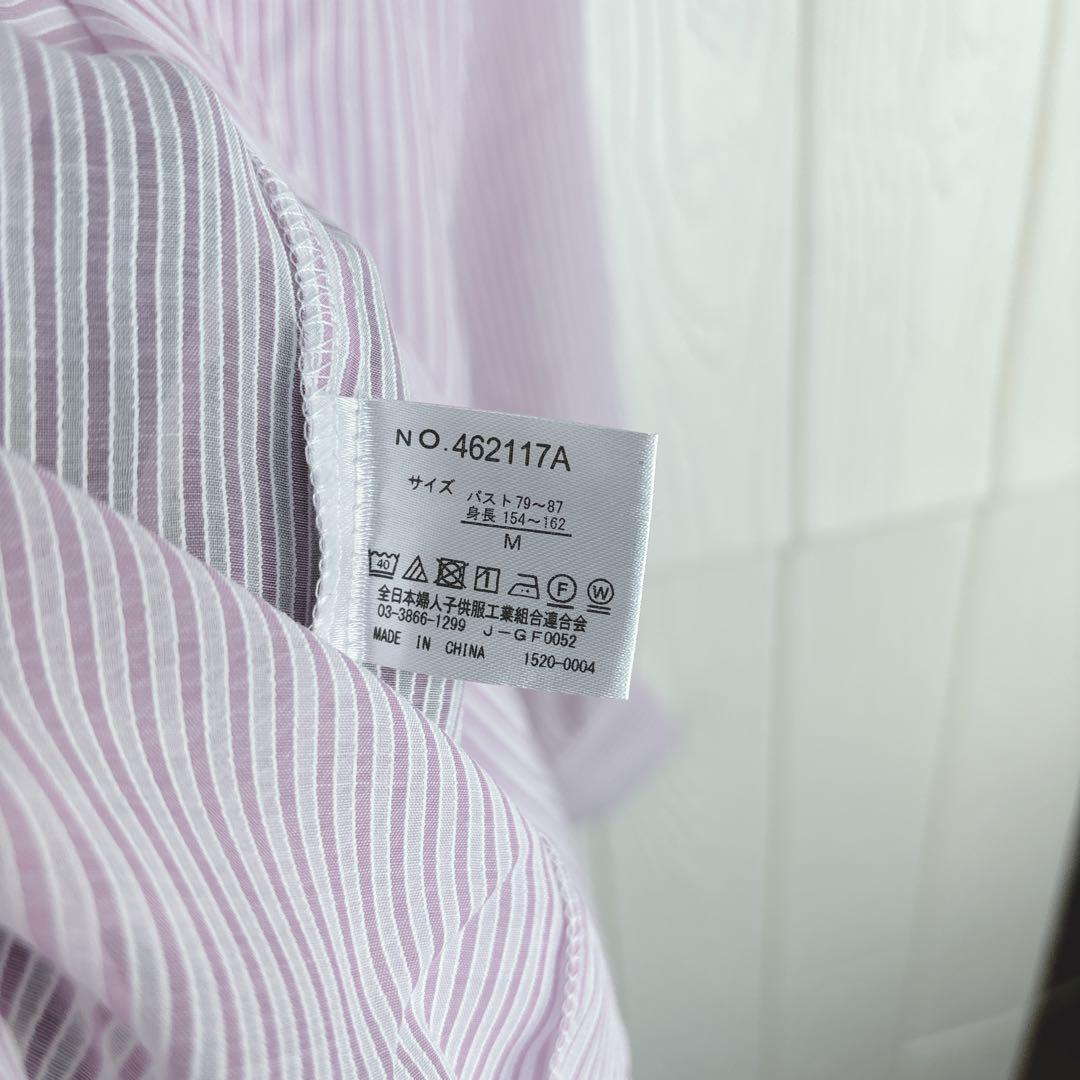 NO.462117A
サイズ バスト79〜87
身長 154〜162
M
40 1 F W
全日本婦人子供服工業組合連合会
03-3866-1299 J-GF0052
MADE IN CHINA 1520-0004